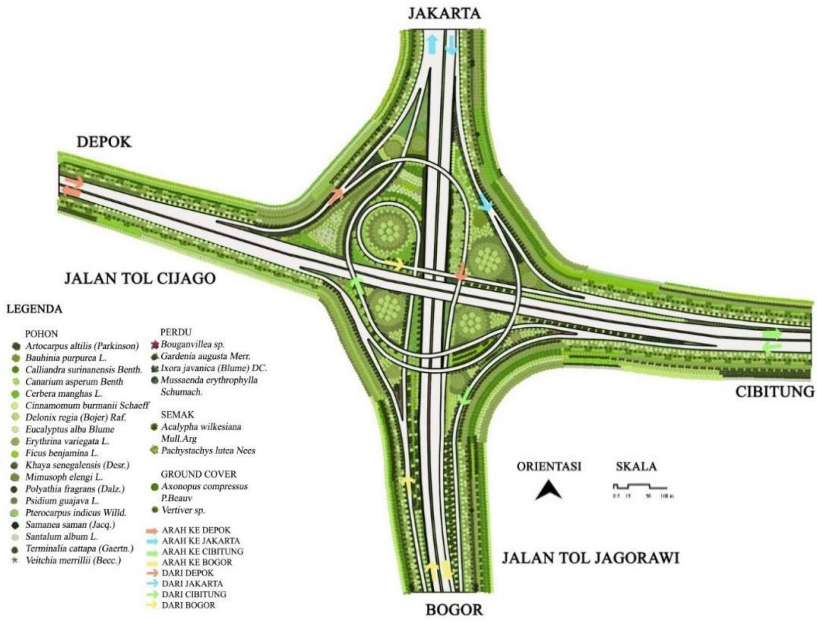 JAKARTA
DEPOK
JALAN TOL CIJAGO
LEGENDA
POHON
Artocarpus altilis (Parkinson)
Bauhinia purpurea L.
Calliandra surinanensis Benth.
Canarium asperum Benth
Cerbera manghas L.
Cinnamomum burmanii Schaeff
Delonix regia (Bojer) Raf.
Eucalyptus alba Blume
Erythrina variegata L.
Ficus benjamina L.
Khaya senegalensis (Desr.)
Mimusoph elengi L.
Polyathia fragrans (Dalz.)
Psidium guajava L.
Pterocarpus indicus Willd.
Samanea saman (Jacq.)
Santalum album L.
Terminalia cattapa (Gaertn.)
Veitchia merrillii (Becc.)
PERDU
Bouganvillea sp.
Gardenia augusta Merr.
Ixora javanica (Blume) DC.
Mussaenda erythrophylla
Schumach.
SEMAK
Acalypha wilkesiana
Mull.Arg
Pachystachys lutea Nees
GROUND COVER
Axonopus compressus
P.Beauv
Vertiver sp.
ARAH KE DEPOK
ARAH KE JAKARTA
ARAH KE CIBITUNG
ARAH KE BOGOR
DARI DEPOK
DARI JAKARTA
DARI CIBITUNG
DARI BOGOR
CIBITUNG
ORIENTASI
SKALA
100 m
JALAN TOL JAGORAWI
BOGOR